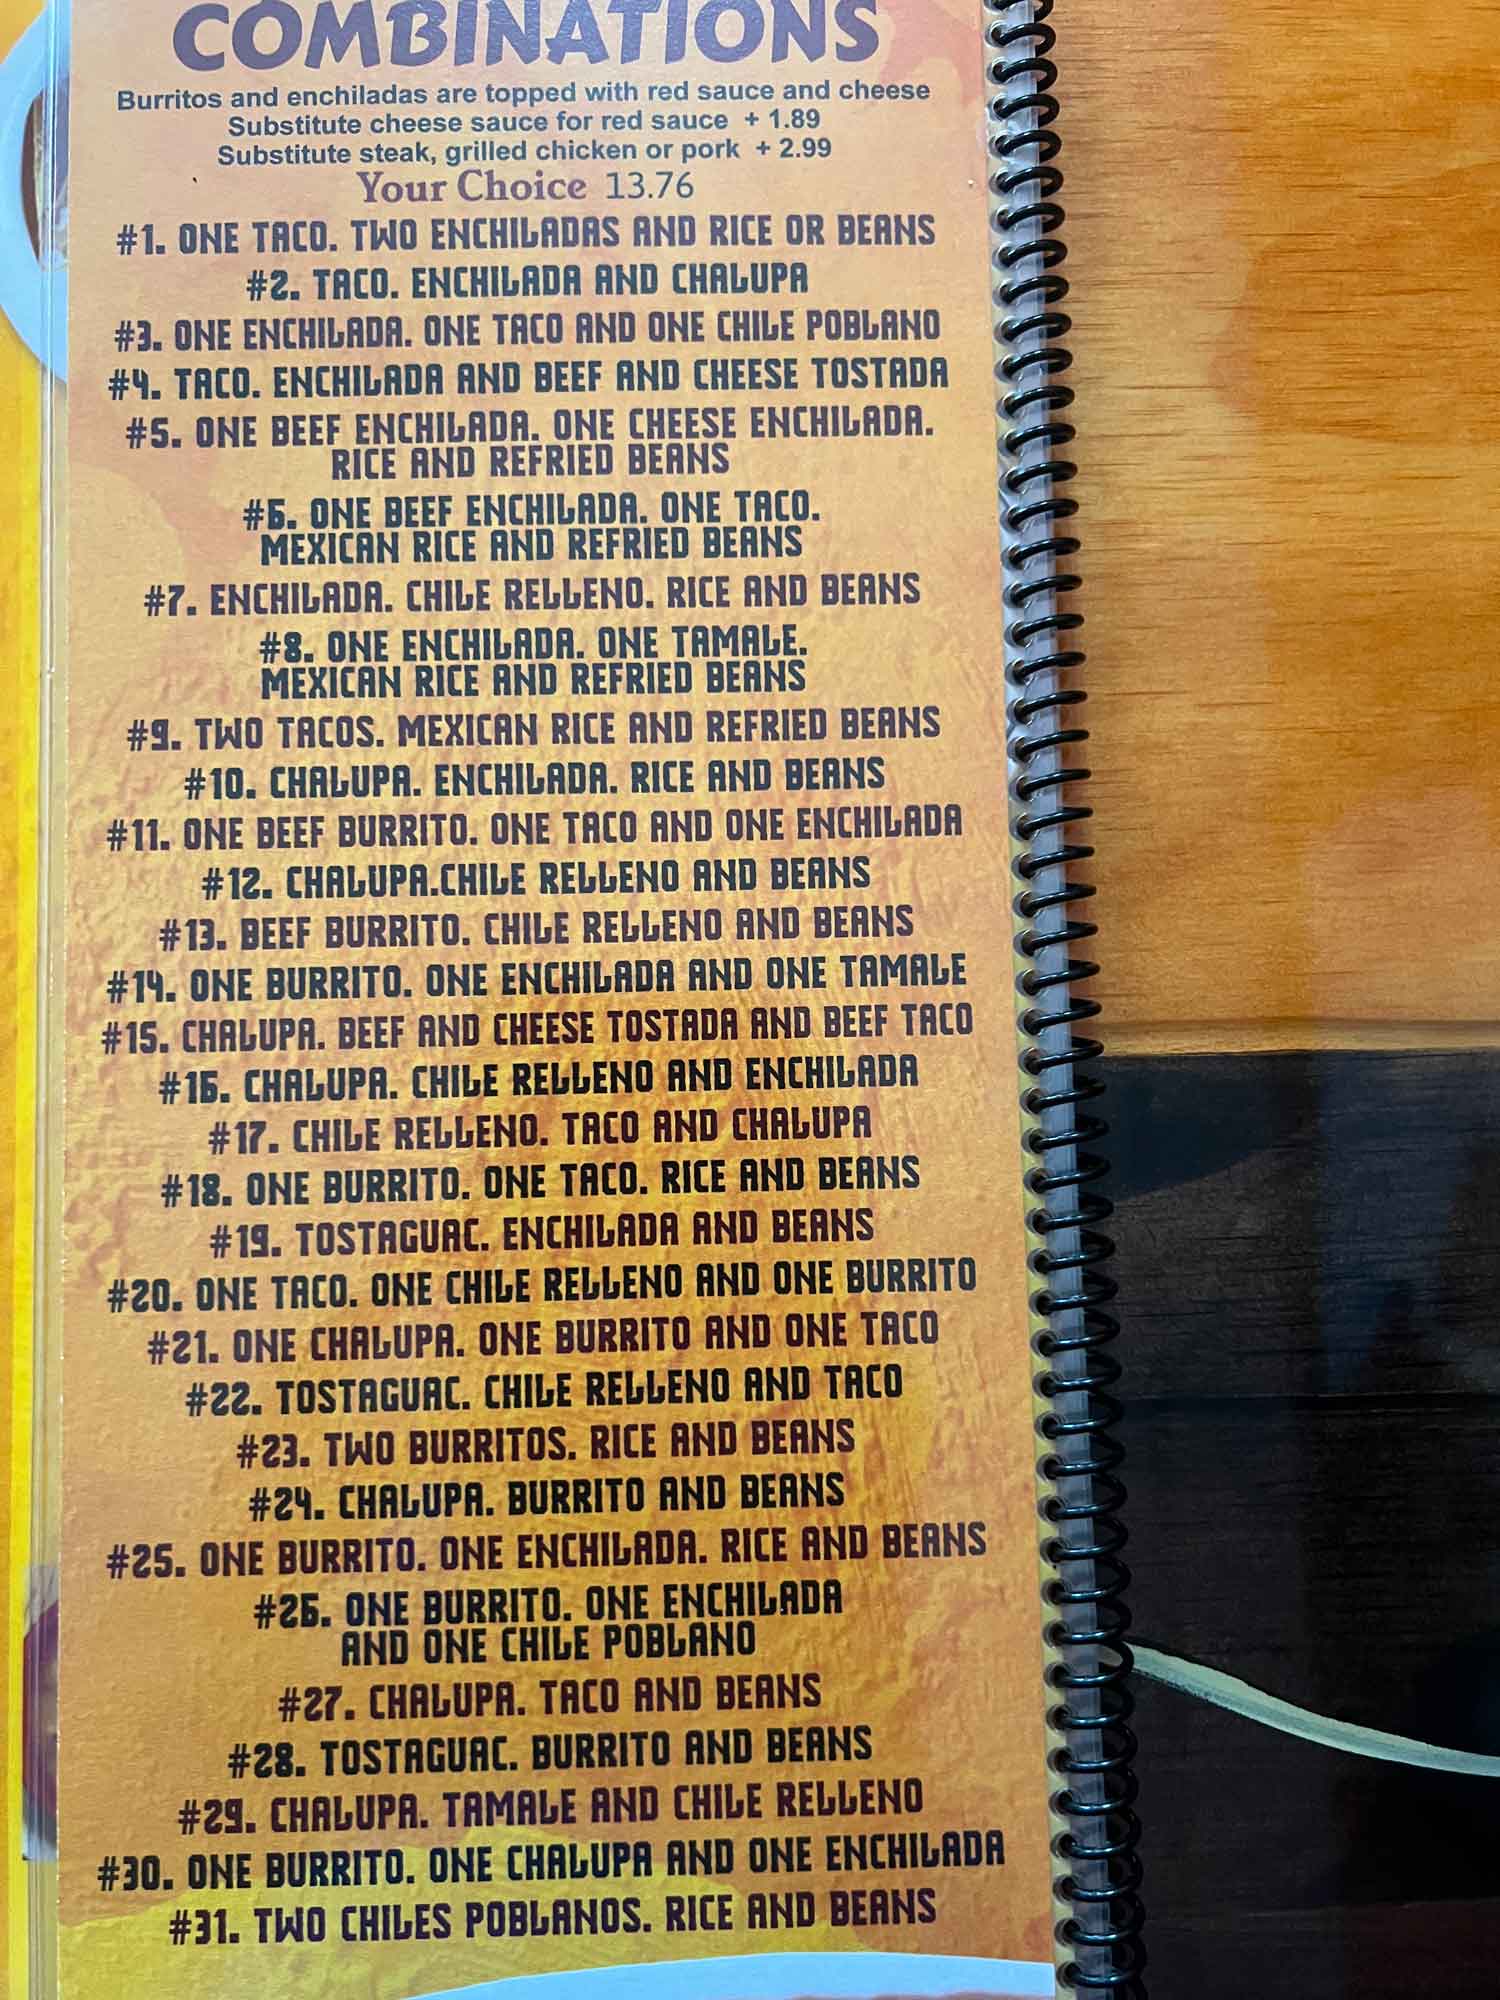 COMBINATIONS
Burritos and enchiladas are topped with red sauce and cheese
Substitute cheese sauce for red sauce + 1.89
Substitute steak, grilled chicken or pork + 2.99
Your Choice 13.76
#1. ONE TACO. TWO ENCHILADAS AND RICE OR BEANS
#2. TACO. ENCHILADA AND CHALUPA
#3. ONE ENCHILADA. ONE TACO AND ONE CHILE POBLANO
#4. TACO. ENCHILADA AND BEEF AND CHEESE TOSTADA
#5. ONE BEEF ENCHILADA. ONE CHEESE ENCHILADA.
RICE AND REFRIED BEANS
#6. ONE BEEF ENCHILADA. ONE TACO.
MEXICAN RICE AND REFRIED BEANS
#7. ENCHILADA. CHILE RELLENO. RICE AND BEANS
#8. ONE ENCHILADA. ONE TAMALE.
MEXICAN RICE AND REFRIED BEANS
#9. TWO TACOS. MEXICAN RICE AND REFRIED BEANS
#10. CHALUPA. ENCHILADA. RICE AND BEANS
#11. ONE BEEF BURRITO. ONE TACO AND ONE ENCHILADA
#12. CHALUPA.CHILE RELLENO AND BEANS
#13. BEEF BURRITO. CHILE RELLENO AND BEANS
#14. ONE BURRITO. ONE ENCHILADA AND ONE TAMALE
#15. CHALUPA. BEEF AND CHEESE TOSTADA AND BEEF TACO
#16. CHALUPA. CHILE RELLENO AND ENCHILADA
#17. CHILE RELLENO. TACO AND CHALUPA
#18. ONE BURRITO. ONE TACO. RICE AND BEANS
#19. TOSTAGUAC. ENCHILADA AND BEANS
#20. ONE TACO. ONE CHILE RELLENO AND ONE BURRITO
#21. ONE CHALUPA. ONE BURRITO AND ONE TACO
#22. TOSTAGUAC. CHILE RELLENO AND TACO
#23. TWO BURRITOS. RICE AND BEANS
#24. CHALUPA. BURRITO AND BEANS
#25. ONE BURRITO. ONE ENCHILADA. RICE AND BEANS
#26. ONE BURRITO. ONE ENCHILADA
AND ONE CHILE POBLANO
#27. CHALUPA. TACO AND BEANS
#28. TOSTAGUAC. BURRITO AND BEANS
#29. CHALUPA. TAMALE AND CHILE RELLENO
#30. ONE BURRITO. ONE CHALUPA AND ONE ENCHILADA
#31. TWO CHILES POBLANOS. RICE AND BEANS